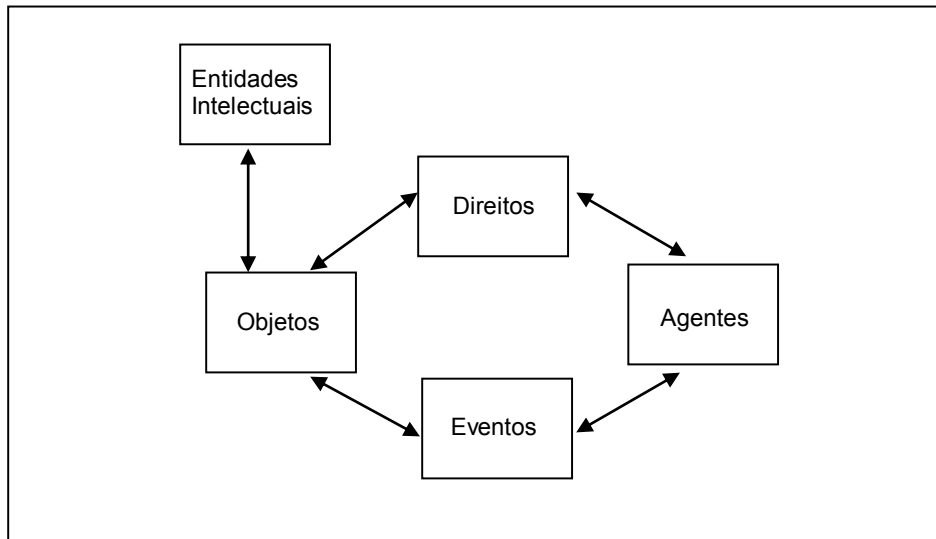 Entidades
Intelectuais
Direitos
Objetos
Agentes
Eventos